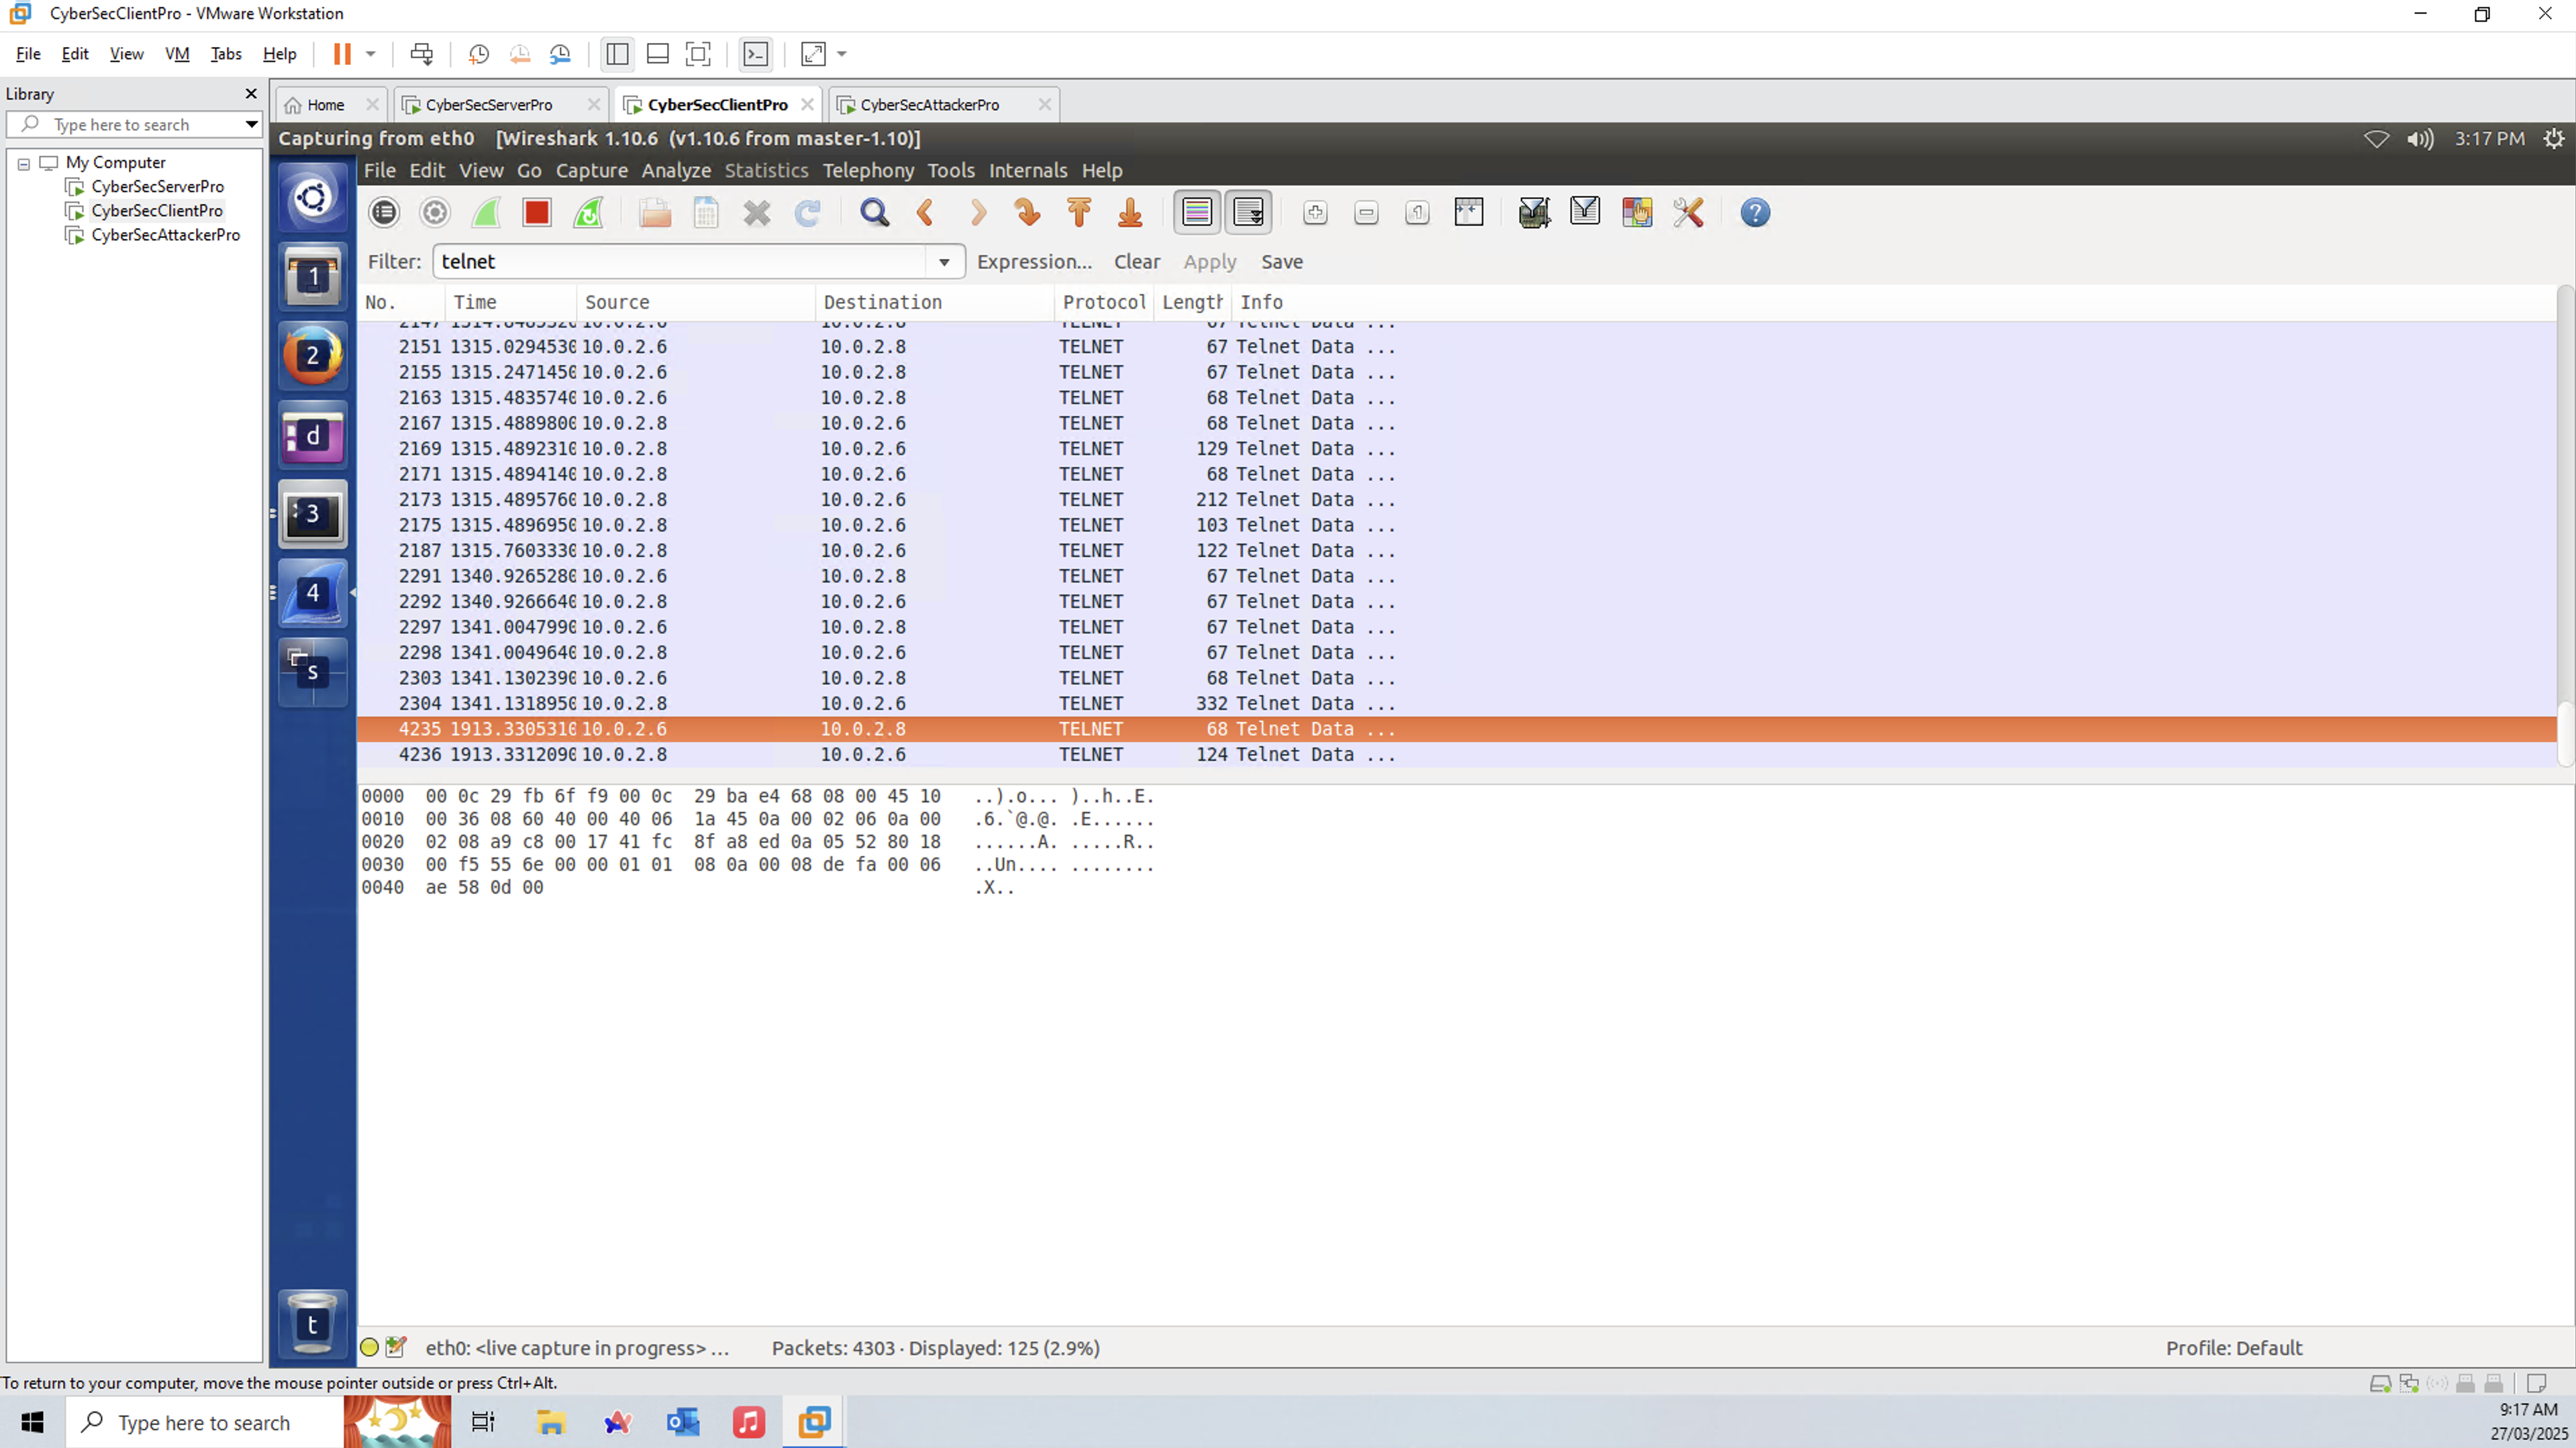 CyberSecClientPro - VMware Workstation
File Edit View VM Tabs Help
Library
Type here to search
My Computer
CyberSecServerPro
CyberSecClientPro
CyberSecAttackerPro
Home CyberSecServerPro CyberSecClientPro CyberSecAttackerPro
Capturing from eth0 [Wireshark 1.10.6 (v1.10.6 from master-1.10)] 3:17 PM
File Edit View Go Capture Analyze Statistics Telephony Tools Internals Help
Filter: telnet Expression... Clear Apply Save
No. Time Source Destination Protocol Length Info
2147 1314.8485320 10.0.2.6 10.0.2.8 TELNET 67 Telnet Data ...
2151 1315.0294530 10.0.2.6 10.0.2.8 TELNET 67 Telnet Data ...
2155 1315.2471450 10.0.2.6 10.0.2.8 TELNET 67 Telnet Data ...
2163 1315.4835740 10.0.2.6 10.0.2.8 TELNET 68 Telnet Data ...
2167 1315.4889800 10.0.2.8 10.0.2.6 TELNET 68 Telnet Data ...
2169 1315.4892310 10.0.2.8 10.0.2.6 TELNET 129 Telnet Data ...
2171 1315.4894140 10.0.2.8 10.0.2.6 TELNET 68 Telnet Data ...
2173 1315.4895760 10.0.2.8 10.0.2.6 TELNET 212 Telnet Data ...
2175 1315.4896950 10.0.2.8 10.0.2.6 TELNET 103 Telnet Data ...
2187 1315.7603330 10.0.2.8 10.0.2.6 TELNET 122 Telnet Data ...
2291 1340.9265280 10.0.2.6 10.0.2.8 TELNET 67 Telnet Data ...
2292 1340.9266640 10.0.2.8 10.0.2.6 TELNET 67 Telnet Data ...
2297 1341.0047990 10.0.2.6 10.0.2.8 TELNET 67 Telnet Data ...
2298 1341.0049640 10.0.2.8 10.0.2.6 TELNET 67 Telnet Data ...
2303 1341.1302390 10.0.2.6 10.0.2.8 TELNET 68 Telnet Data ...
2304 1341.1318950 10.0.2.8 10.0.2.6 TELNET 332 Telnet Data ...
4235 1913.3305310 10.0.2.6 10.0.2.8 TELNET 68 Telnet Data ...
4236 1913.3312090 10.0.2.8 10.0.2.6 TELNET 124 Telnet Data ...
0000 00 0c 29 fb 6f f9 00 0c 29 ba e4 68 08 00 45 10 ..).o... )..h..E.
0010 00 36 08 60 40 00 40 06 1a 45 0a 00 02 06 0a 00 .6.`@.@. .E......
0020 02 08 a9 c8 00 17 41 fc 8f a8 ed 0a 05 52 80 18 ......A. .....R..
0030 00 f5 55 6e 00 00 01 01 08 0a 00 08 de fa 00 06 ..Un.... ........
0040 ae 58 0d 00 .X..
1
2
d
3
4
s
t
eth0: <live capture in progress> ... Packets: 4303 · Displayed: 125 (2.9%) Profile: Default
To return to your computer, move the mouse pointer outside or press Ctrl+Alt.
Type here to search
9:17 AM
27/03/2025